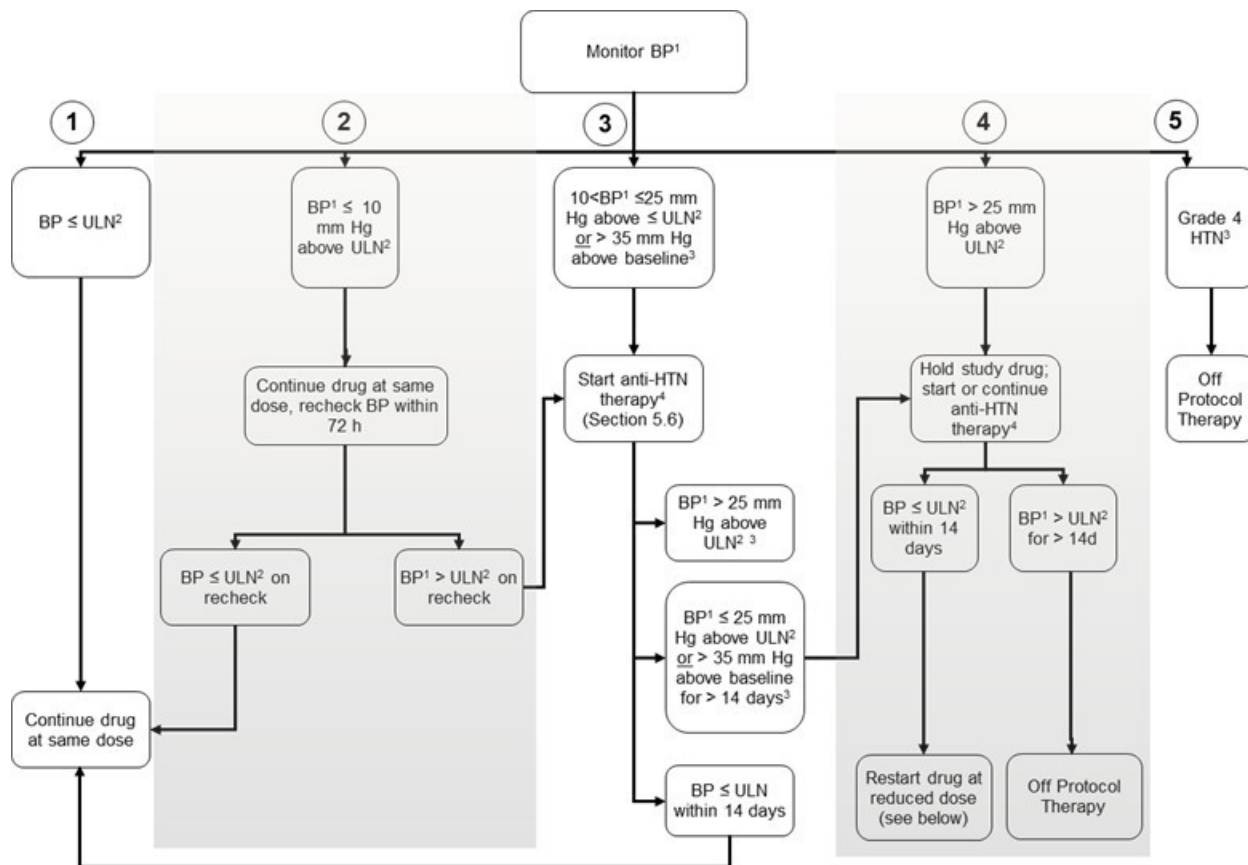 Monitor BP¹
1
2
3
4
5
BP ≤ ULN²
BP¹ ≤ 10
mm Hg
above ULN²
10<BP¹ ≤25 mm
Hg above ≤ ULN²
or > 35 mm Hg
above baseline³
BP¹ > 25 mm
Hg above
ULN²
Grade 4
HTN³
Continue drug at same
dose, recheck BP within
72 h
Start anti-HTN
therapy⁴
(Section 5.6)
Hold study drug;
start or continue
anti-HTN
therapy⁴
Off
Protocol
Therapy
BP ≤ ULN² on
recheck
BP¹ > ULN² on
recheck
BP¹ > 25 mm
Hg above
ULN² ³
BP¹ ≤ 25 mm
Hg above ULN²
or > 35 mm Hg
above baseline
for > 14 days³
BP ≤ ULN
within 14 days
BP ≤ ULN²
within 14
days
BP¹ > ULN²
for > 14d
Continue drug
at same dose
Restart drug at
reduced dose
(see below)
Off Protocol
Therapy